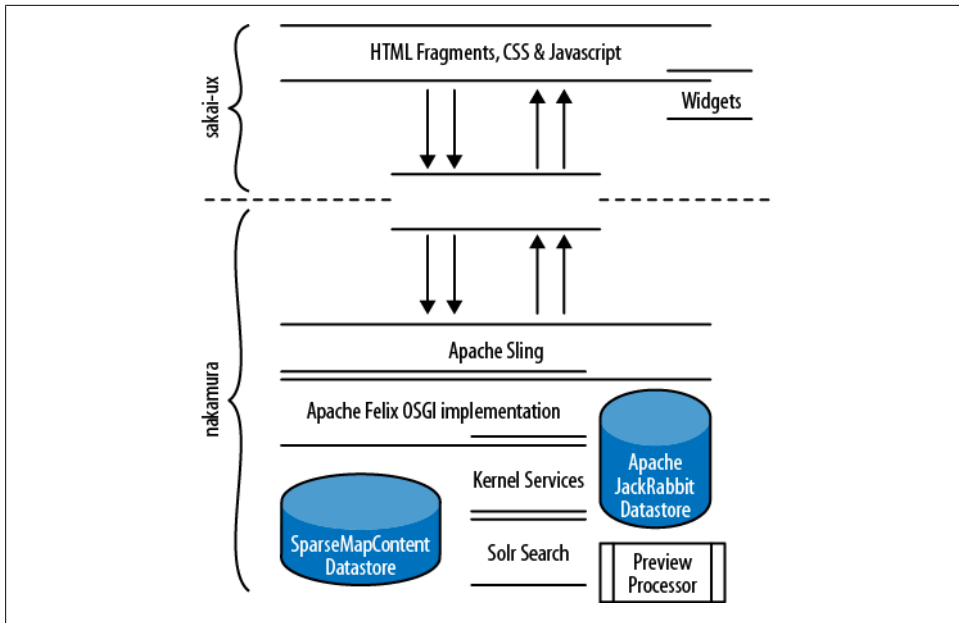 HTML Fragments, CSS & Javascript
Widgets
sakai-ux
nakamura
Apache Sling
Apache Felix OSGI implementation
Apache
JackRabbit
Datastore
Kernel Services
SparseMapContent
Datastore
Solr Search
Preview
Processor